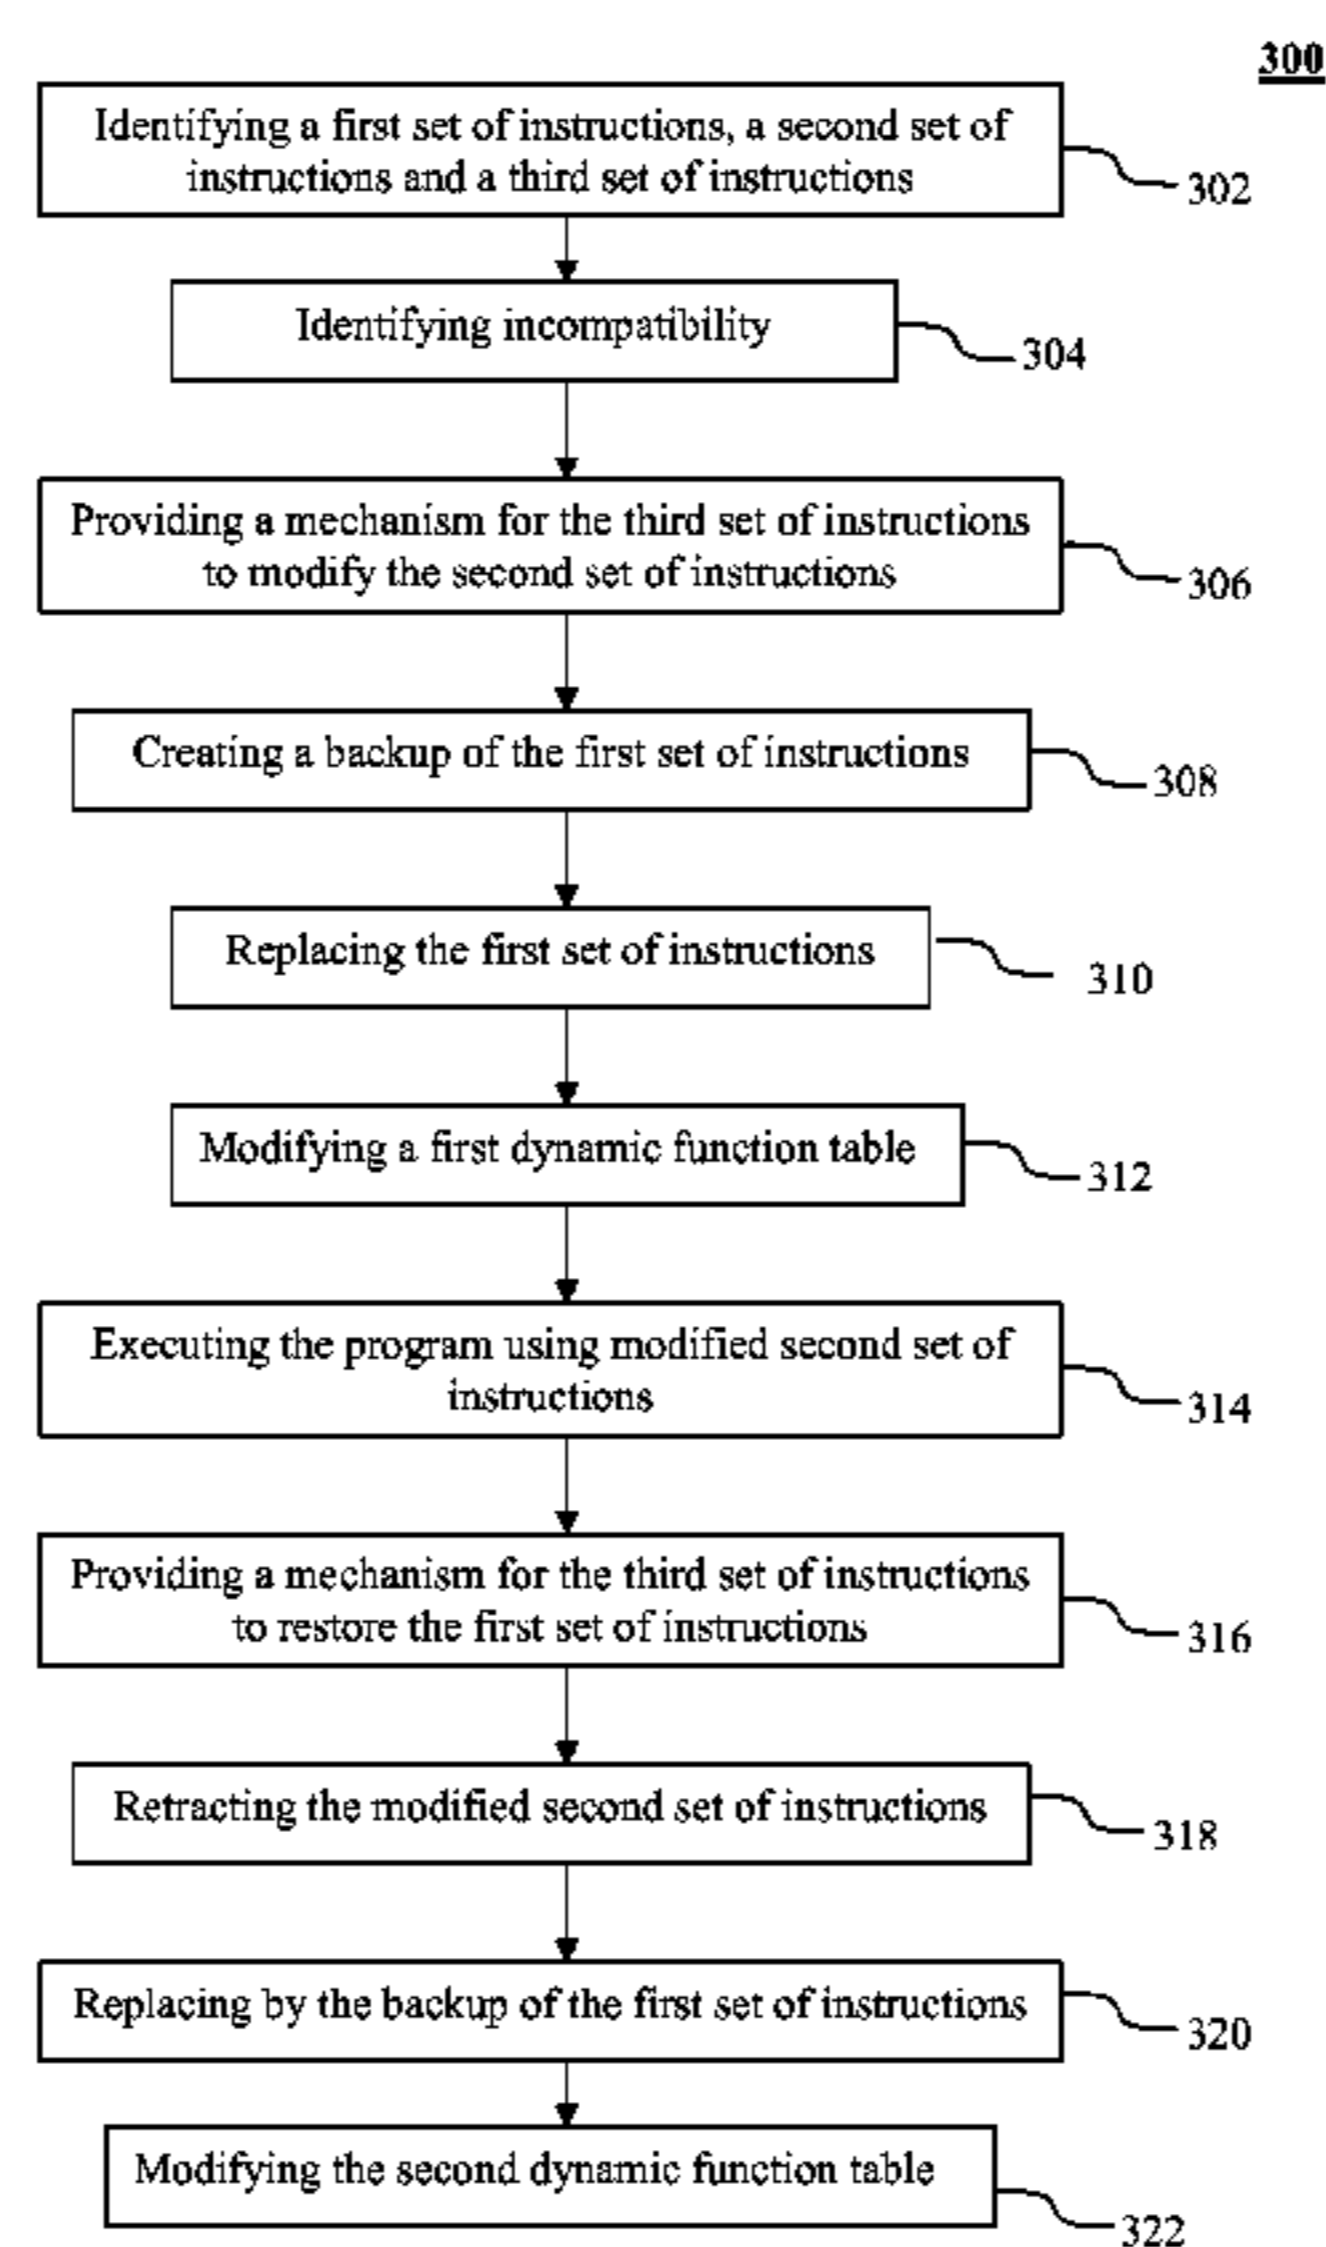 300
Identifying a first set of instructions, a second set of
instructions and a third set of instructions
302
Identifying incompatibility
304
Providing a mechanism for the third set of instructions
to modify the second set of instructions
306
Creating a backup of the first set of instructions
308
Replacing the first set of instructions
310
Modifying a first dynamic function table
312
Executing the program using modified second set of
instructions
314
Providing a mechanism for the third set of instructions
to restore the first set of instructions
316
Retracting the modified second set of instructions
318
Replacing by the backup of the first set of instructions
320
Modifying the second dynamic function table
322